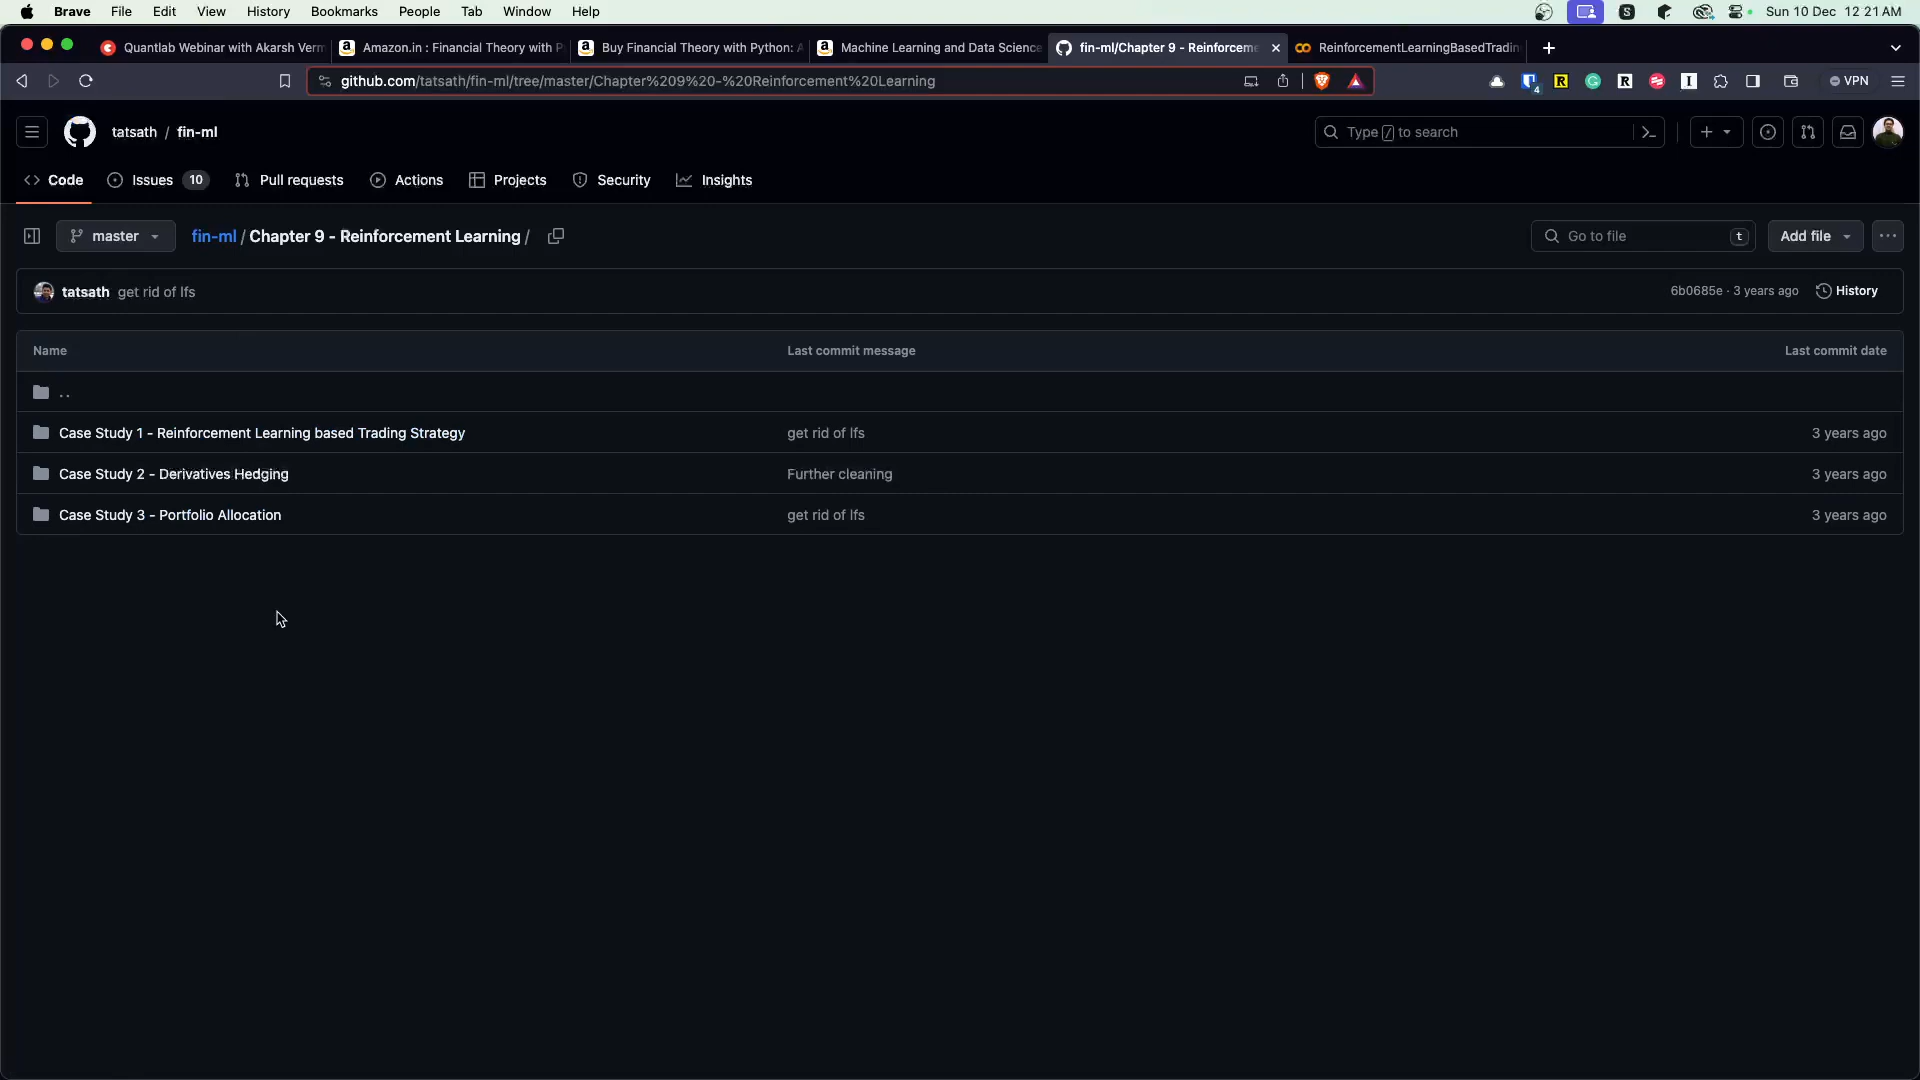 Brave File Edit View History Bookmarks People Tab Window Help Sun 10 Dec 12 21 AM
Quantlab Webinar with Akarsh Verm Amazon.in : Financial Theory with P Buy Financial Theory with Python: A Machine Learning and Data Science fin-ml/Chapter 9 - Reinforceme ReinforcementLearningBasedTradin
github.com/tatsath/fin-ml/tree/master/Chapter%209%20-%20Reinforcement%20Learning 4 VPN
tatsath / fin-ml Type / to search
Code Issues 10 Pull requests Actions Projects Security Insights
master fin-ml / Chapter 9 - Reinforcement Learning / Go to file t Add file
tatsath get rid of lfs 6b0685e · 3 years ago History
Name Last commit message Last commit date
..
Case Study 1 - Reinforcement Learning based Trading Strategy get rid of lfs 3 years ago
Case Study 2 - Derivatives Hedging Further cleaning 3 years ago
Case Study 3 - Portfolio Allocation get rid of lfs 3 years ago